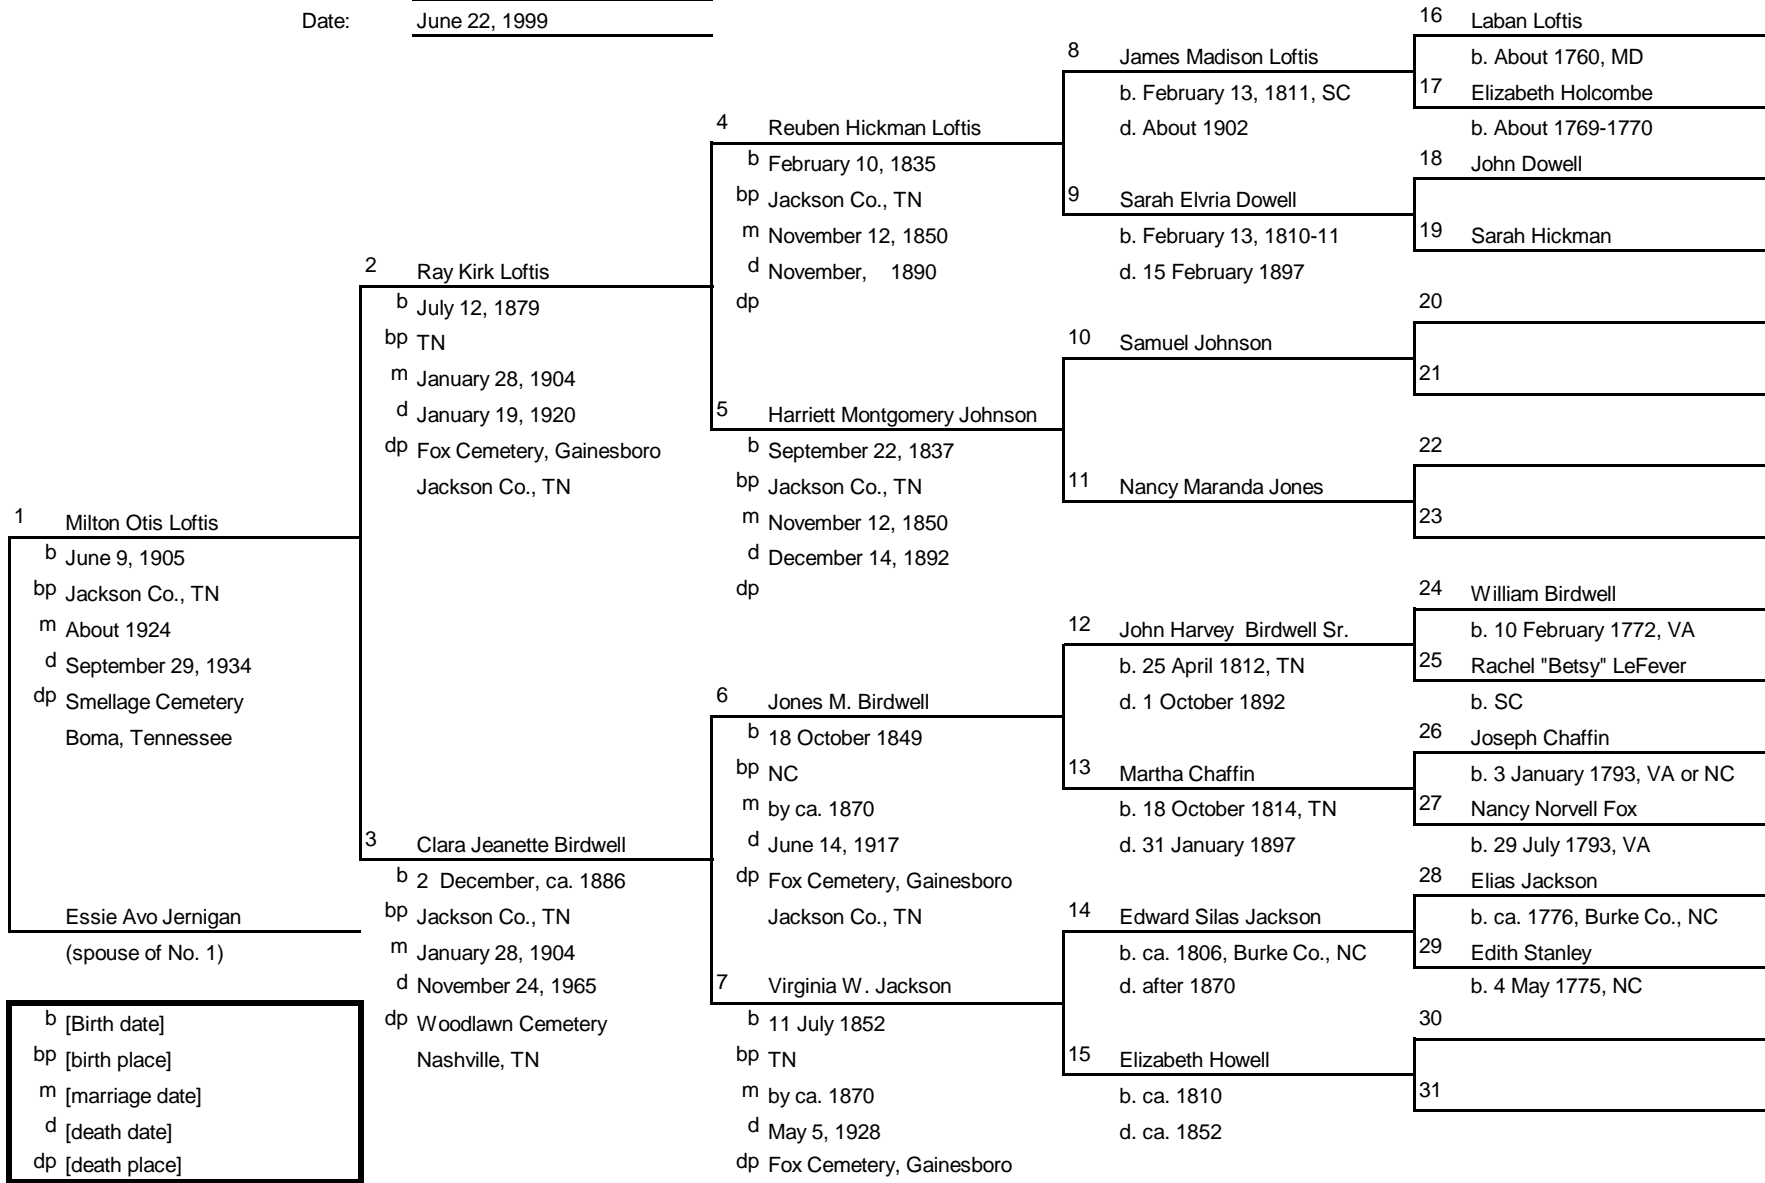 Date: June 22, 1999
1 Milton Otis Loftis
b June 9, 1905
bp Jackson Co., TN
m About 1924
d September 29, 1934
dp Smellage Cemetery
Boma, Tennessee
Essie Avo Jernigan
(spouse of No. 1)
b [Birth date]
bp [birth place]
m [marriage date]
d [death date]
dp [death place]
2 Ray Kirk Loftis
b July 12, 1879
bp TN
m January 28, 1904
d January 19, 1920
dp Fox Cemetery, Gainesboro
Jackson Co., TN
3 Clara Jeanette Birdwell
b 2 December, ca. 1886
bp Jackson Co., TN
m January 28, 1904
d November 24, 1965
dp Woodlawn Cemetery
Nashville, TN
4 Reuben Hickman Loftis
b February 10, 1835
bp Jackson Co., TN
m November 12, 1850
d November, 1890
dp
5 Harriett Montgomery Johnson
b September 22, 1837
bp Jackson Co., TN
m November 12, 1850
d December 14, 1892
dp
6 Jones M. Birdwell
b 18 October 1849
bp NC
m by ca. 1870
d June 14, 1917
dp Fox Cemetery, Gainesboro
Jackson Co., TN
7 Virginia W. Jackson
b 11 July 1852
bp TN
m by ca. 1870
d May 5, 1928
dp Fox Cemetery, Gainesboro
8 James Madison Loftis
b. February 13, 1811, SC
d. About 1902
9 Sarah Elvria Dowell
b. February 13, 1810-11
d. 15 February 1897
10 Samuel Johnson
11 Nancy Maranda Jones
12 John Harvey Birdwell Sr.
b. 25 April 1812, TN
d. 1 October 1892
13 Martha Chaffin
b. 18 October 1814, TN
d. 31 January 1897
14 Edward Silas Jackson
b. ca. 1806, Burke Co., NC
d. after 1870
15 Elizabeth Howell
b. ca. 1810
d. ca. 1852
16 Laban Loftis
b. About 1760, MD
17 Elizabeth Holcombe
b. About 1769-1770
18 John Dowell
19 Sarah Hickman
20
21
22
23
24 William Birdwell
b. 10 February 1772, VA
25 Rachel "Betsy" LeFever
b. SC
26 Joseph Chaffin
b. 3 January 1793, VA or NC
27 Nancy Norvell Fox
b. 29 July 1793, VA
28 Elias Jackson
b. ca. 1776, Burke Co., NC
29 Edith Stanley
b. 4 May 1775, NC
30
31